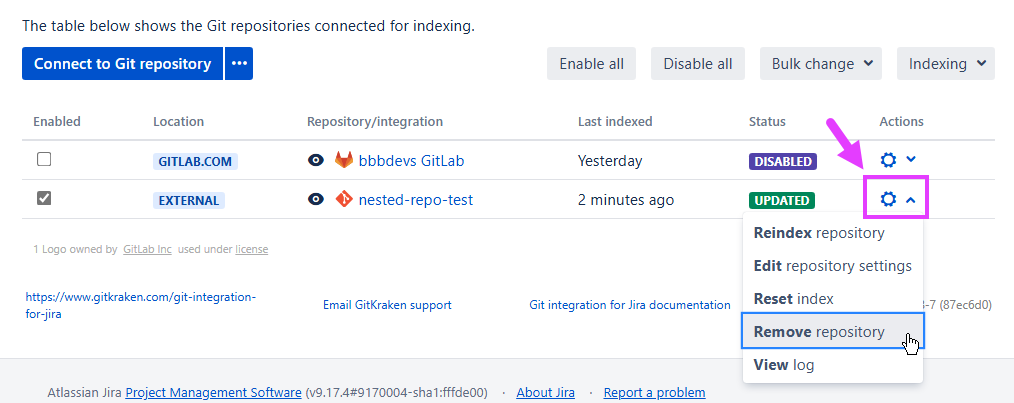 The table below shows the Git repositories connected for indexing.
Connect to Git repository ••• Enable all Disable all Bulk change Indexing
Enabled Location Repository/integration Last indexed Status Actions
GITLAB.COM bbbdevs GitLab Yesterday DISABLED
EXTERNAL nested-repo-test 2 minutes ago UPDATED
Reindex repository
Edit repository settings
Reset index
Remove repository
View log
1 Logo owned by GitLab Inc used under license
https://www.gitkraken.com/git-integration-
for-jira
Email GitKraken support
Git integration for Jira documentation
-7 (87ec6d0)
Atlassian Jira Project Management Software (v9.17.4#9170004-sha1:fffde00) · About Jira · Report a problem